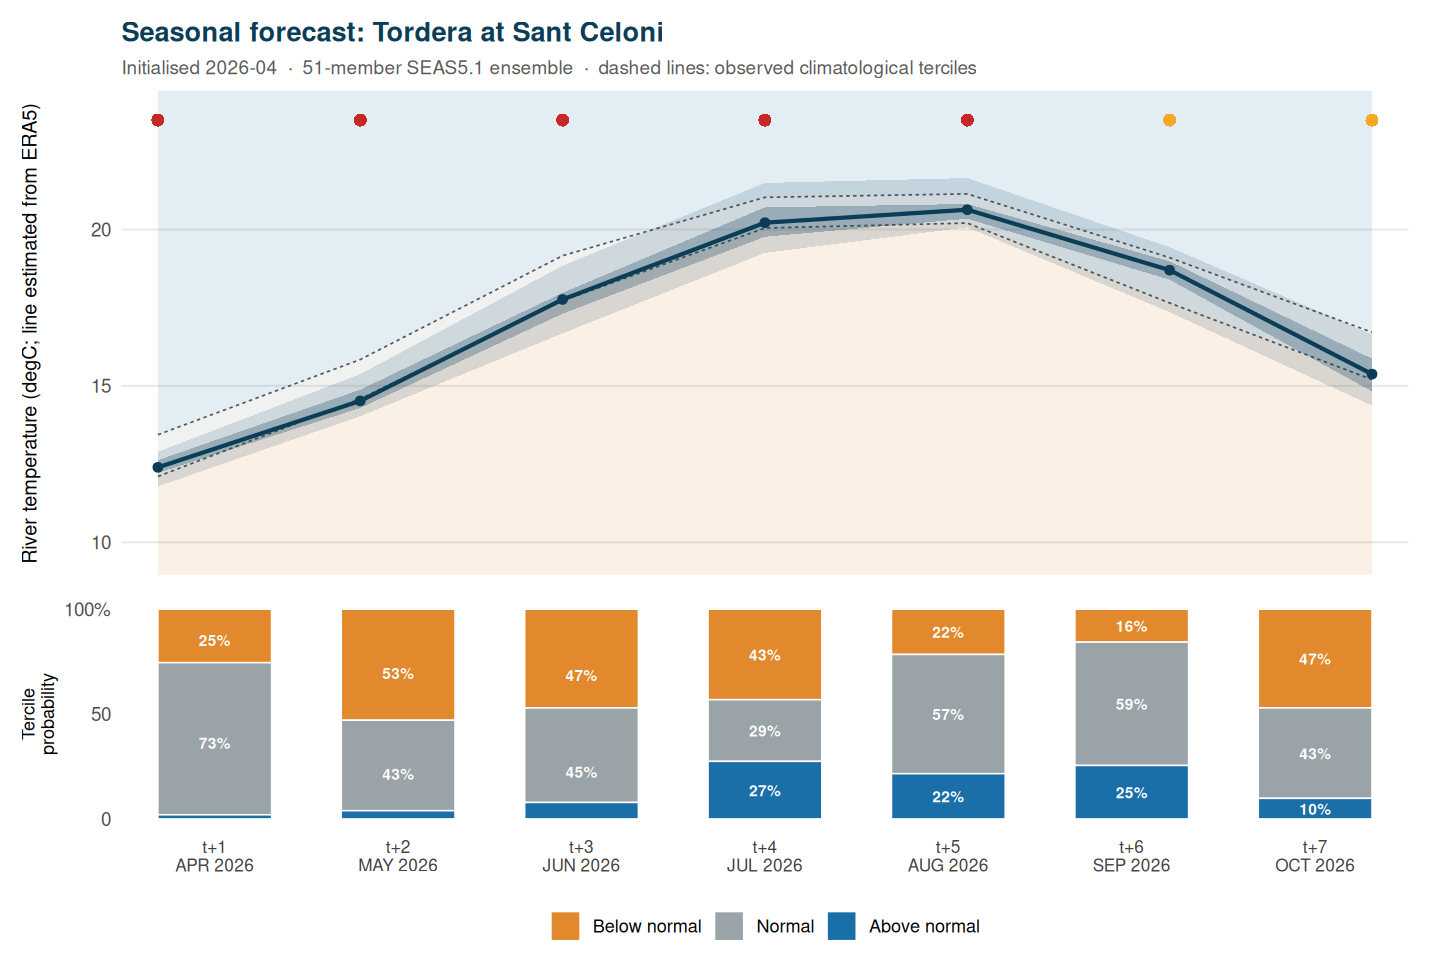 Seasonal forecast: Tordera at Sant Celoni
Initialised 2026-04 · 51-member SEAS5.1 ensemble · dashed lines: observed climatological terciles
River temperature (degC; line estimated from ERA5)
20
15
10
Tercile
probability
100%
50
0
25% 53% 47% 43% 22% 16% 47%
73% 43% 45% 29% 57% 59% 43%
27% 22% 25% 10%
t+1 t+2 t+3 t+4 t+5 t+6 t+7
APR 2026 MAY 2026 JUN 2026 JUL 2026 AUG 2026 SEP 2026 OCT 2026
Below normal Normal Above normal